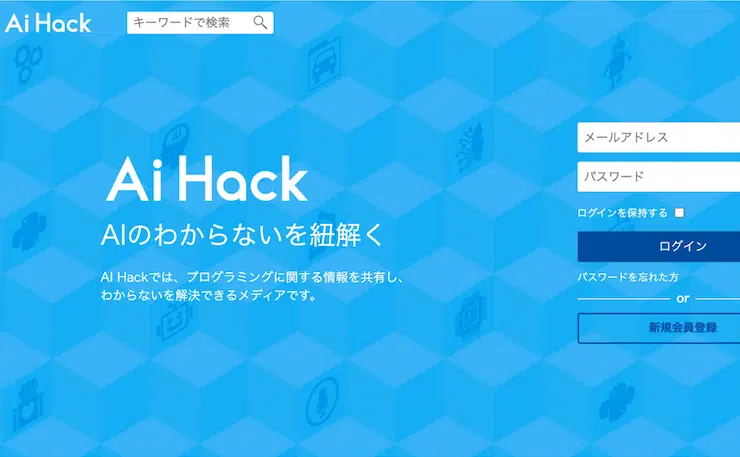 Ai Hack
キーワードで検索
Ai Hack
AIのわからないを紐解く
AI Hackでは、プログラミングに関する情報を共有し、
わからないを解決できるメディアです。
メールアドレス
パスワード
ログインを保持する
ログイン
パスワードを忘れた方
or
新規会員登録
AI
AI